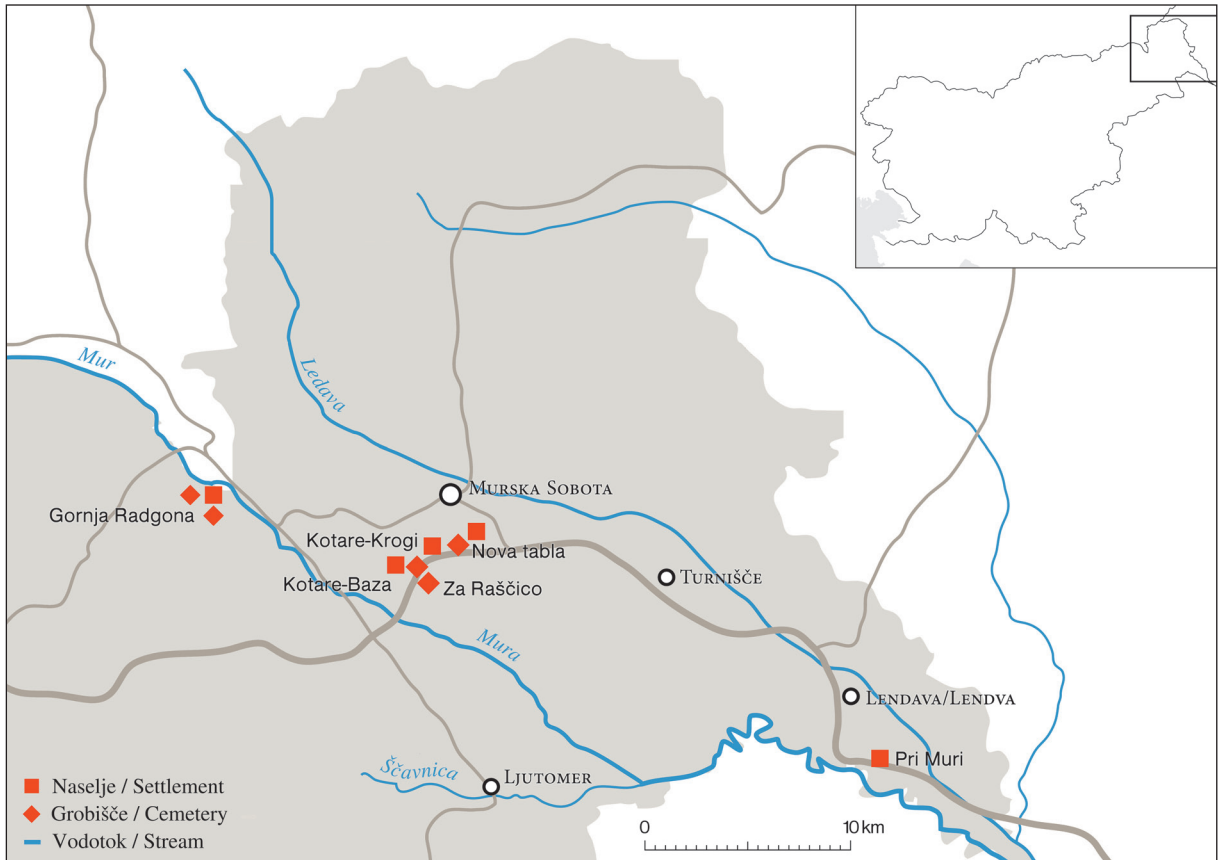 Mur
Ledava
MURSKA SOBOTA
Gornja Radgona
Kotare-Krogi
Nova tabla
Kotare-Baza
Za Raščico
TURNIŠČE
Mura
LENDAVA/LENDVA
Pri Muri
Ščavnica
LJUTOMER
Naselje / Settlement
Grobišče / Cemetery
Vodotok / Stream
0 10 km